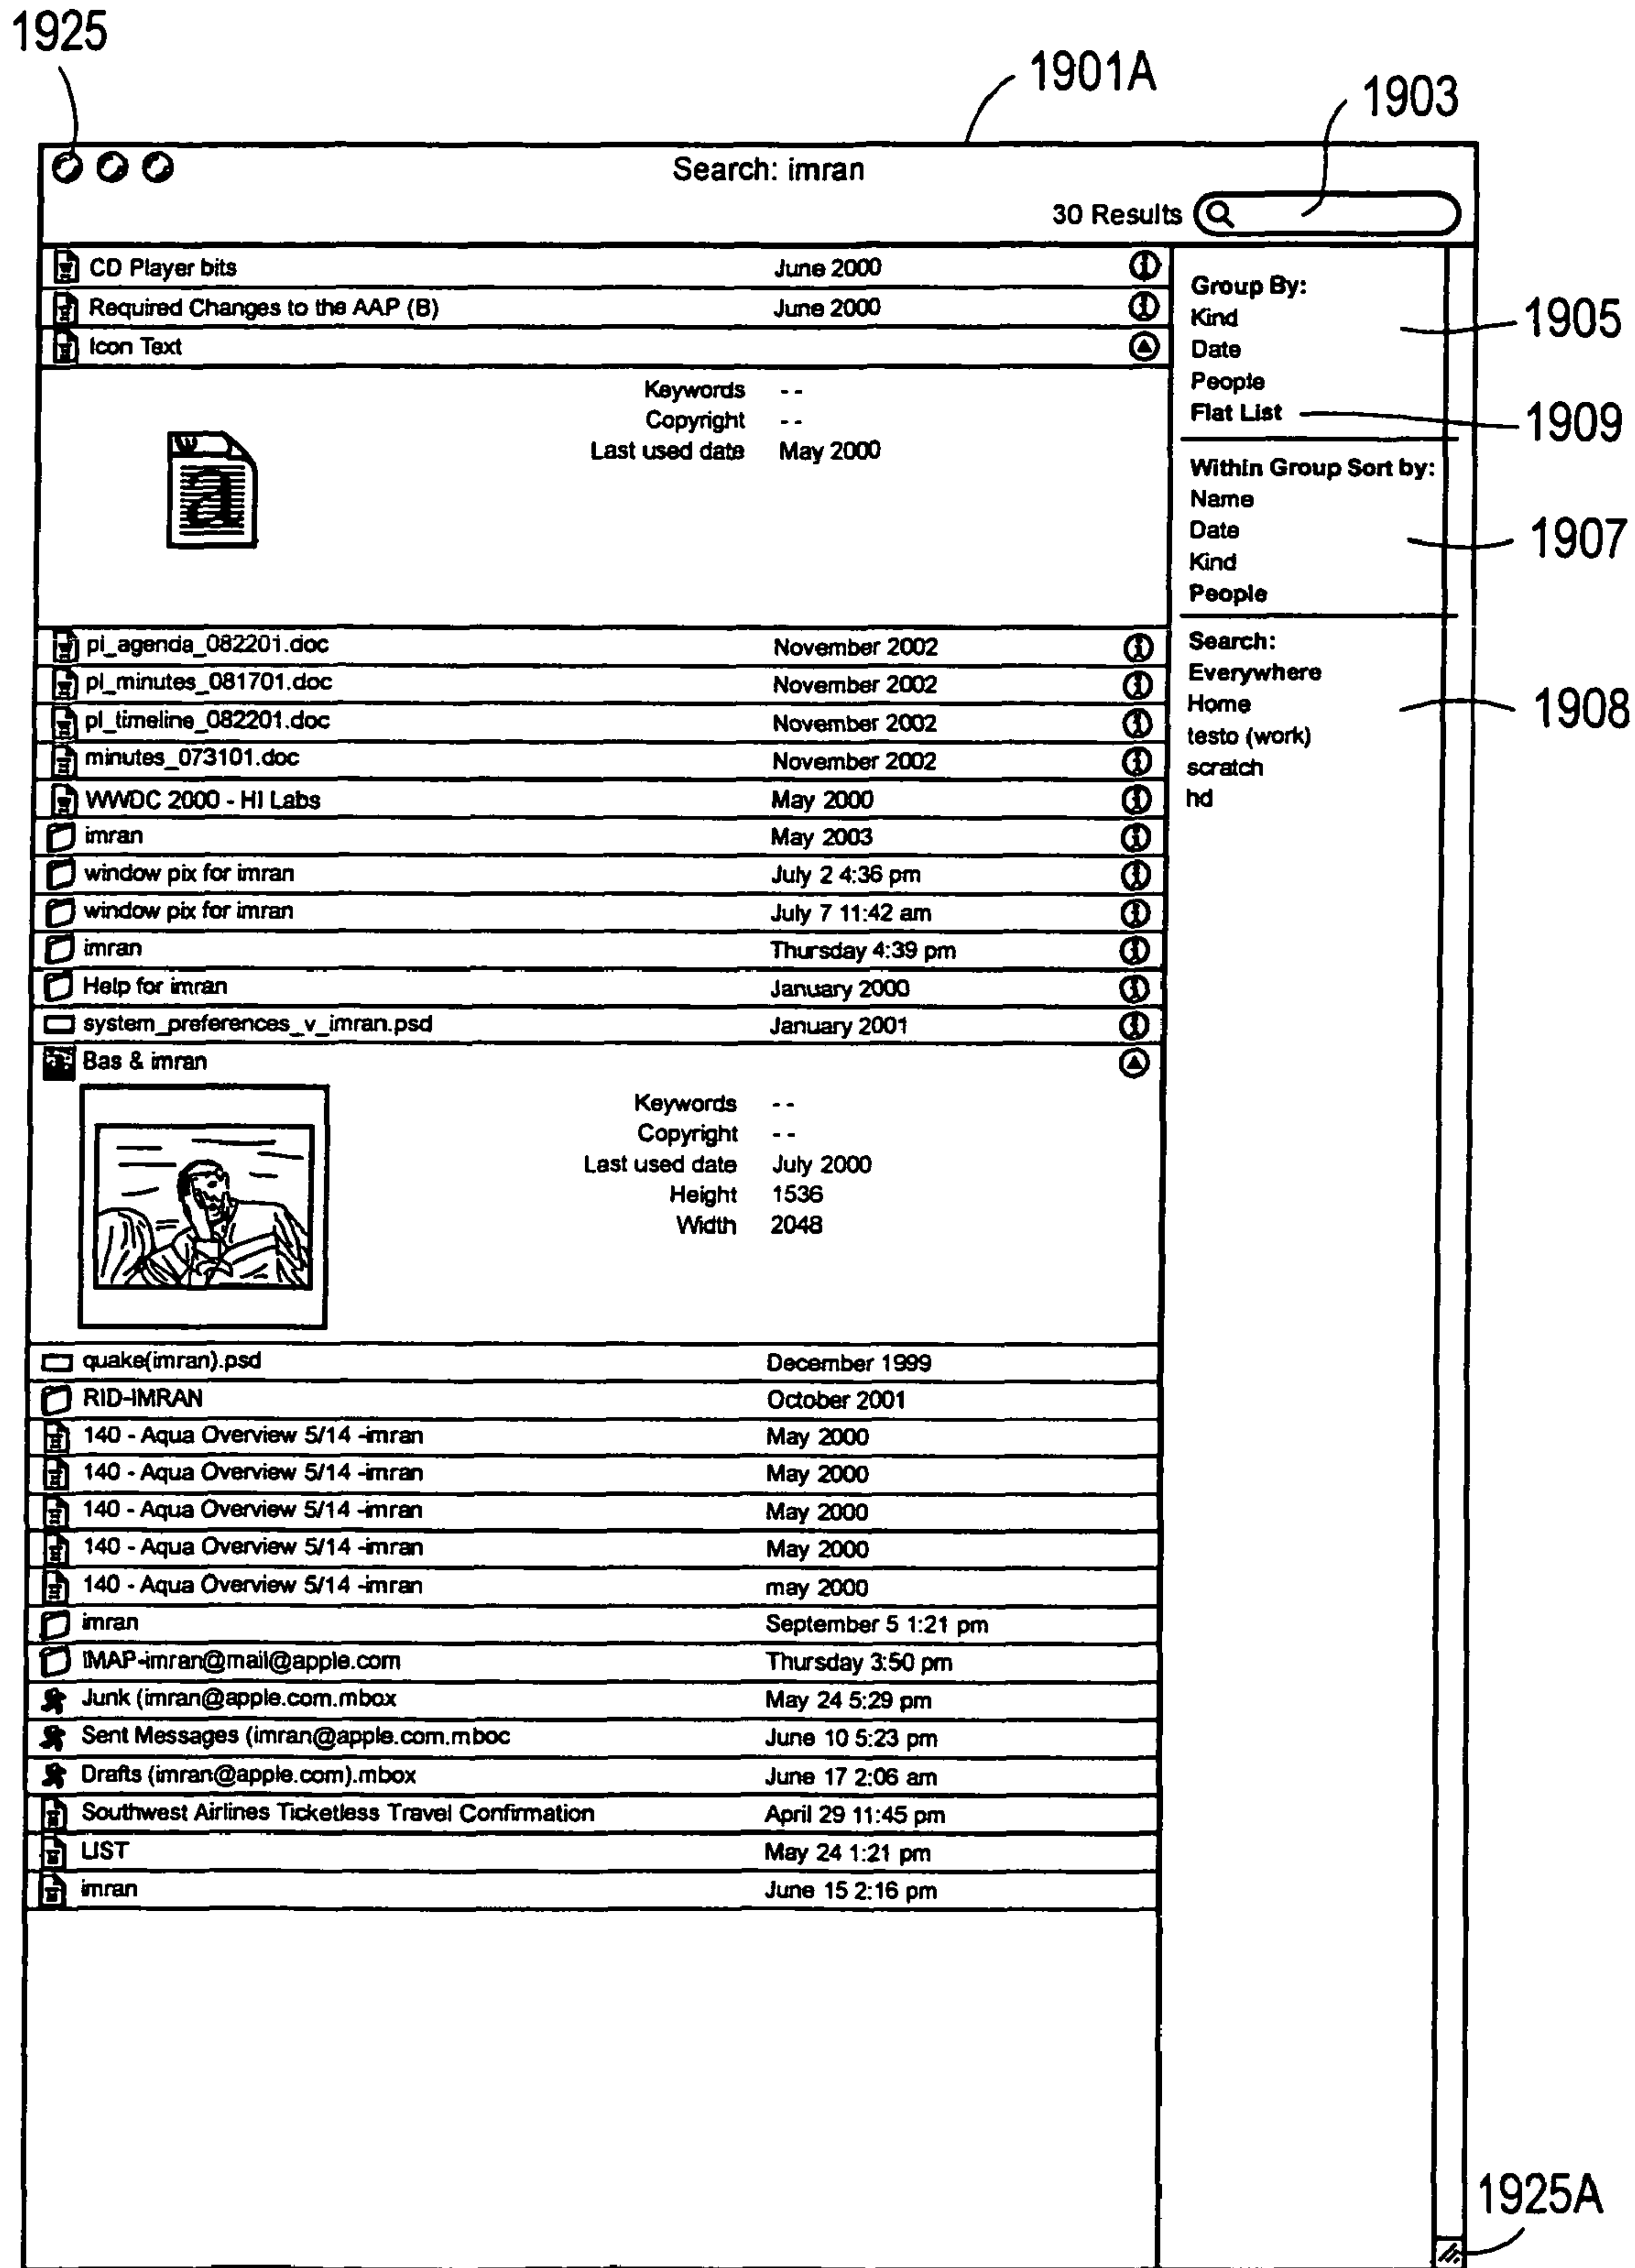 1925
1901A
1903
Search: imran
30 Results
CD Player bits June 2000
Required Changes to the AAP (B) June 2000
Icon Text
Keywords - -
Copyright - -
Last used date May 2000
pl_agenda_082201.doc November 2002
pl_minutes_081701.doc November 2002
pl_timeline_082201.doc November 2002
minutes_073101.doc November 2002
WWDC 2000 - HI Labs May 2000
imran May 2003
window pix for imran July 2 4:36 pm
window pix for imran July 7 11:42 am
imran Thursday 4:39 pm
Help for imran January 2000
system_preferences_v_imran.psd January 2001
Bas & imran
Keywords - -
Copyright - -
Last used date July 2000
Height 1536
Width 2048
quake(imran).psd December 1999
RID-IMRAN October 2001
140 - Aqua Overview 5/14 -imran May 2000
140 - Aqua Overview 5/14 -imran May 2000
140 - Aqua Overview 5/14 -imran May 2000
140 - Aqua Overview 5/14 -imran May 2000
140 - Aqua Overview 5/14 -imran may 2000
imran September 5 1:21 pm
IMAP-imran@mail@apple.com Thursday 3:50 pm
Junk (imran@apple.com.mbox May 24 5:29 pm
Sent Messages (imran@apple.com.mboc June 10 5:23 pm
Drafts (imran@apple.com).mbox June 17 2:06 am
Southwest Airlines Ticketless Travel Confirmation April 29 11:45 pm
LIST May 24 1:21 pm
imran June 15 2:16 pm
Group By:
Kind
Date
People
Flat List
Within Group Sort by:
Name
Date
Kind
People
Search:
Everywhere
Home
testo (work)
scratch
hd
1905
1909
1907
1908
1925A